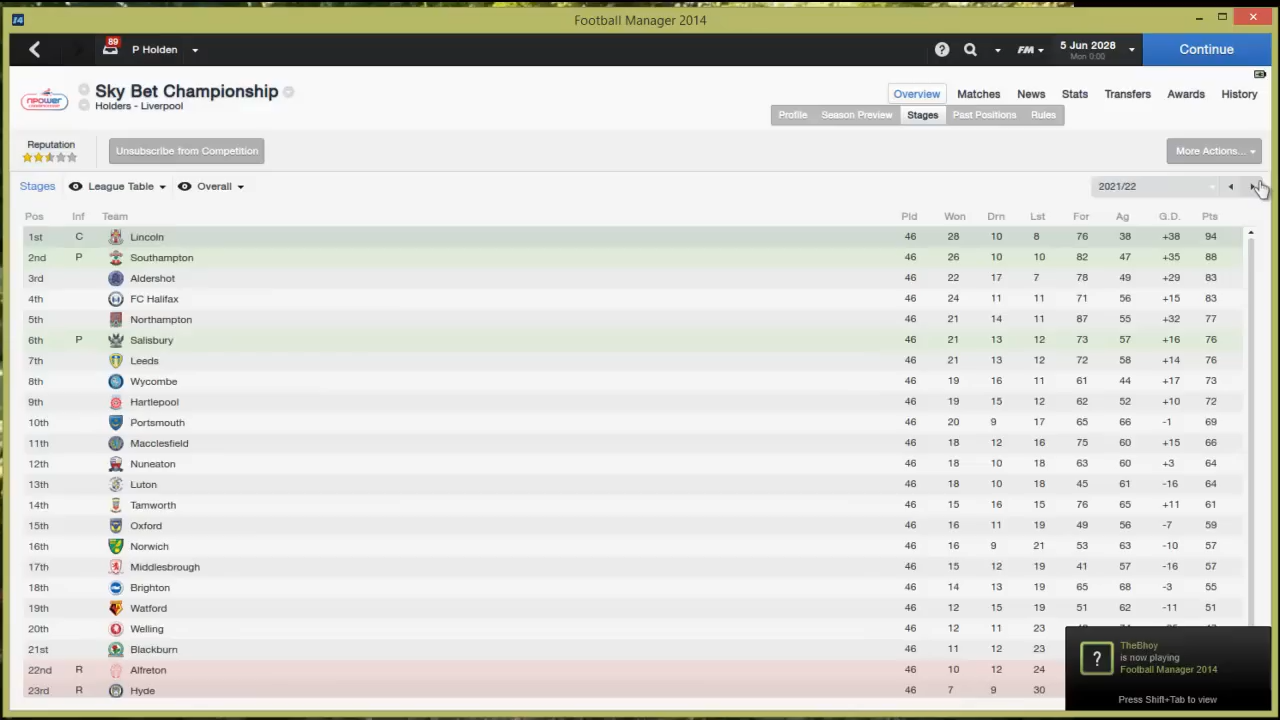 Football Manager 2014
89
P Holden
FM
5 Jun 2028
Mon 0:00
Continue
Sky Bet Championship
Holders - Liverpool
Overview Matches News Stats Transfers Awards History
Profile Season Preview Stages Past Positions Rules
Reputation
Unsubscribe from Competition
More Actions...
Stages League Table Overall
2021/22
Pos Inf Team Pld Won Drn Lst For Ag G.D. Pts
1st C Lincoln 46 28 10 8 76 38 +38 94
2nd P Southampton 46 26 10 10 82 47 +35 88
3rd Aldershot 46 22 17 7 78 49 +29 83
4th FC Halifax 46 24 11 11 71 56 +15 83
5th Northampton 46 21 14 11 87 55 +32 77
6th P Salisbury 46 21 13 12 73 57 +16 76
7th Leeds 46 21 13 12 72 58 +14 76
8th Wycombe 46 19 16 11 61 44 +17 73
9th Hartlepool 46 19 15 12 62 52 +10 72
10th Portsmouth 46 20 9 17 65 66 -1 69
11th Macclesfield 46 18 12 16 75 60 +15 66
12th Nuneaton 46 18 10 18 63 60 +3 64
13th Luton 46 18 10 18 45 61 -16 64
14th Tamworth 46 15 16 15 76 65 +11 61
15th Oxford 46 16 11 19 49 56 -7 59
16th Norwich 46 16 9 21 53 63 -10 57
17th Middlesbrough 46 15 12 19 41 57 -16 57
18th Brighton 46 14 13 19 65 68 -3 55
19th Watford 46 12 15 19 51 62 -11 51
20th Welling 46 12 11 23
21st Blackburn 46 11 12 23
22nd R Alfreton 46 10 12 24
23rd R Hyde 46 7 9 30
?
TheBhoy
is now playing
Football Manager 2014
Press Shift+Tab to view